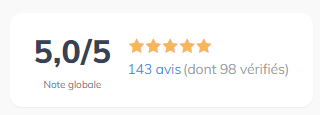 5,0/5
143 avis (dont 98 vérifiés)
Note globale